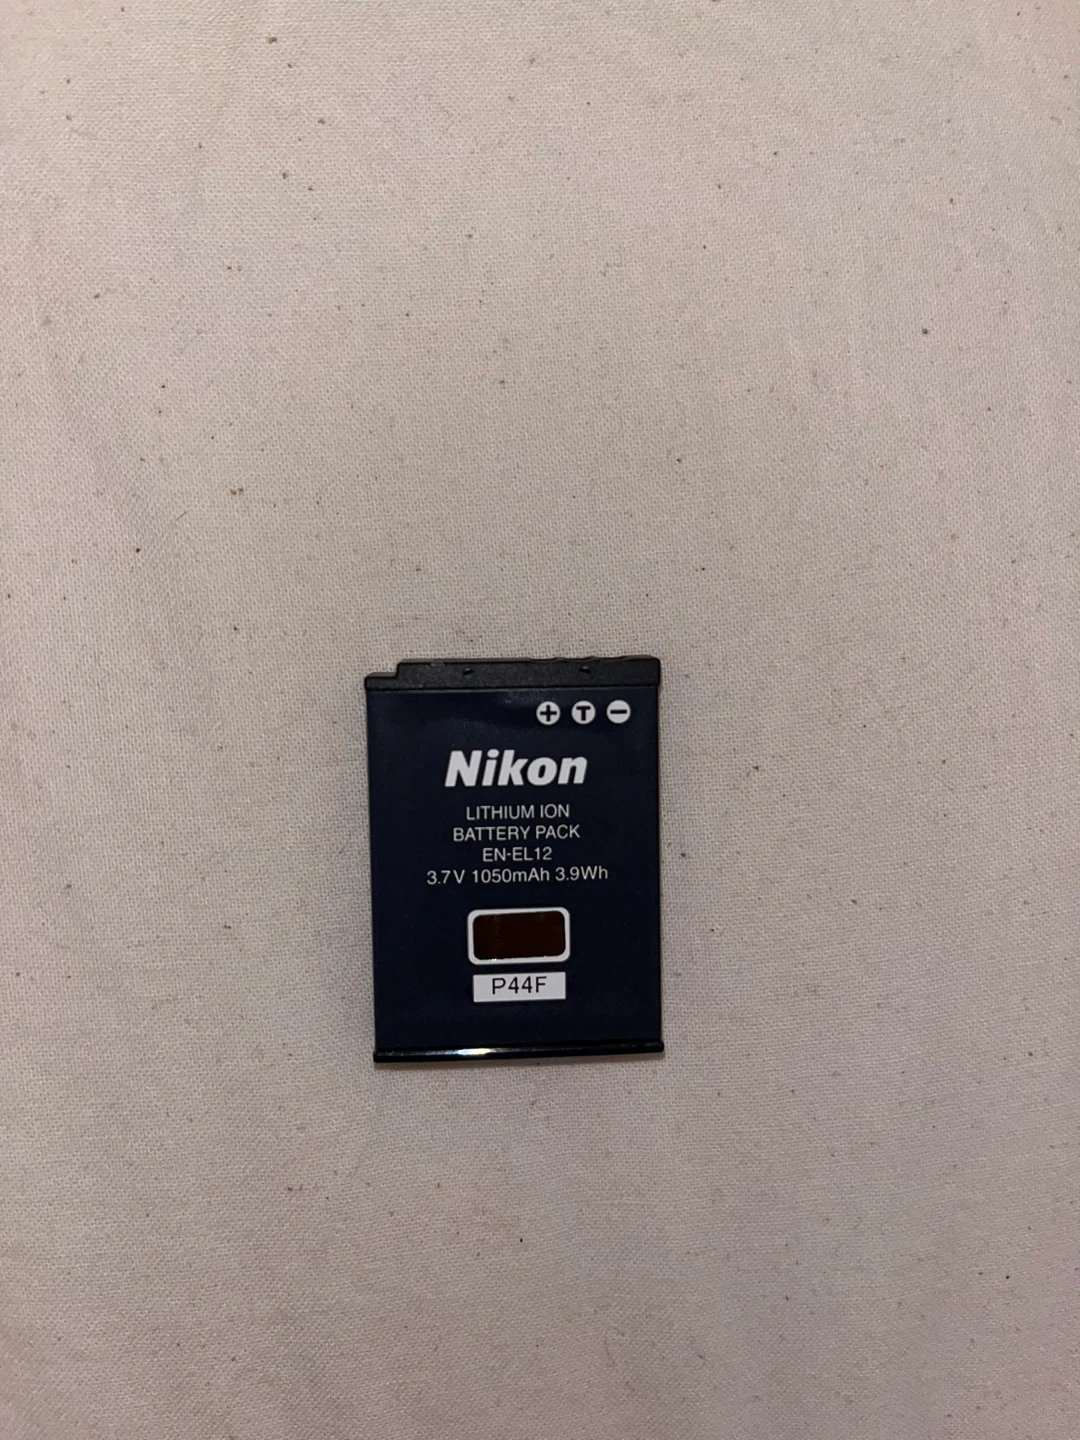 + T −
Nikon
LITHIUM ION
BATTERY PACK
EN-EL12
3.7V 1050mAh 3.9Wh
P44F